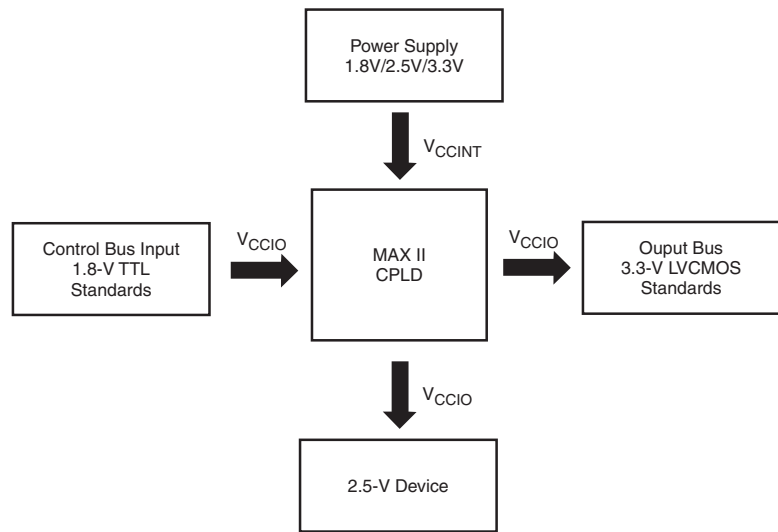 Power Supply
1.8V/2.5V/3.3V
VCCINT
Control Bus Input
1.8-V TTL
Standards
VCCIO
MAX II
CPLD
VCCIO
Ouput Bus
3.3-V LVCMOS
Standards
VCCIO
2.5-V Device